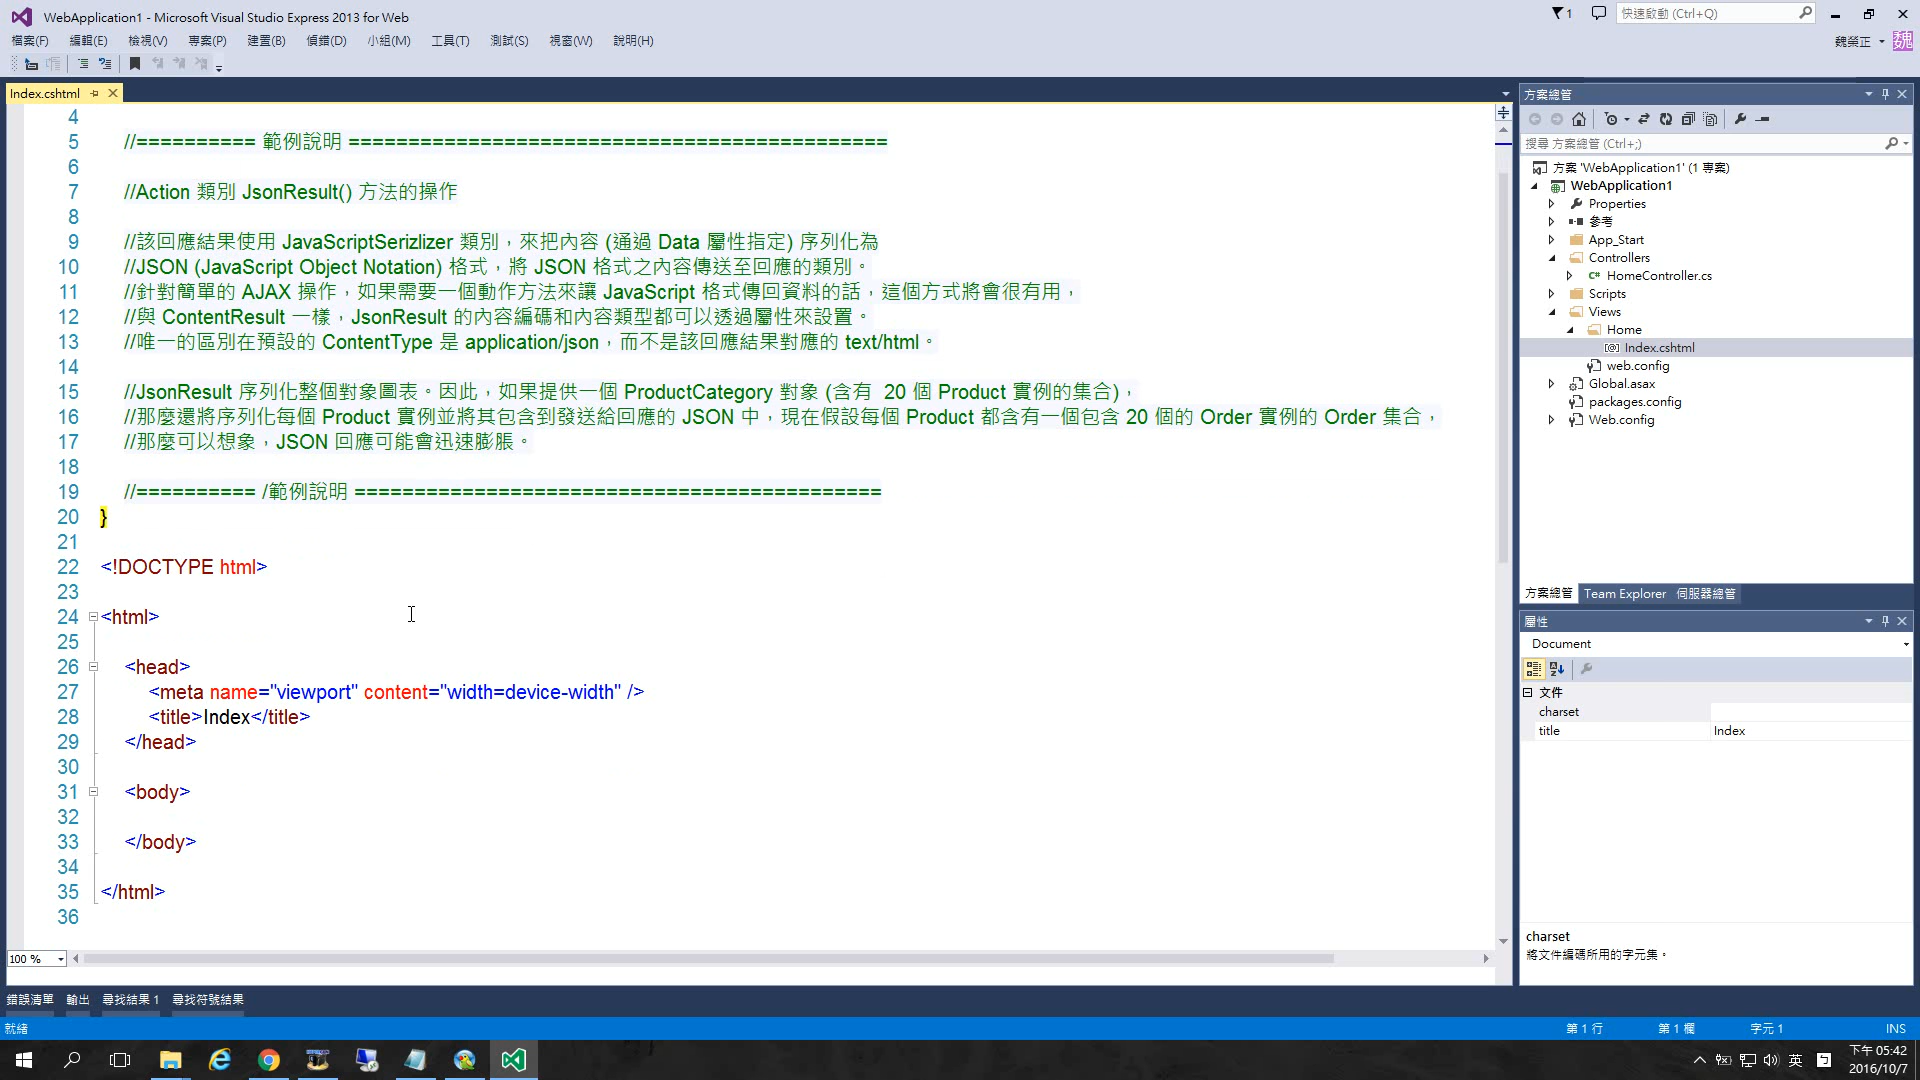 WebApplication1 - Microsoft Visual Studio Express 2013 for Web
1
快速啟動 (Ctrl+Q)
檔案(F) 編輯(E) 檢視(V) 專案(P) 建置(B) 偵錯(D) 小組(M) 工具(T) 測試(S) 視窗(W) 說明(H)
魏榮正
魏
Index.cshtml
4
5 //========== 範例說明 =============================================
6
7 //Action 類別 JsonResult() 方法的操作
8
9 //該回應結果使用 JavaScriptSerizlizer 類別，來把內容 (通過 Data 屬性指定) 序列化為
10 //JSON (JavaScript Object Notation) 格式，將 JSON 格式之內容傳送至回應的類別。
11 //針對簡單的 AJAX 操作，如果需要一個動作方法來讓 JavaScript 格式傳回資料的話，這個方式將會很有用，
12 //與 ContentResult 一樣，JsonResult 的內容編碼和內容類型都可以透過屬性來設置。
13 //唯一的區別在預設的 ContentType 是 application/json，而不是該回應結果對應的 text/html。
14
15 //JsonResult 序列化整個對象圖表。因此，如果提供一個 ProductCategory 對象 (含有  20 個 Product 實例的集合)，
16 //那麼還將序列化每個 Product 實例並將其包含到發送給回應的 JSON 中，現在假設每個 Product 都含有一個包含 20 個的 Order 實例的 Order 集合，
17 //那麼可以想象，JSON 回應可能會迅速膨脹。
18
19 //========== /範例說明 ============================================
20 }
21
22 <!DOCTYPE html>
23
24 <html>
25
26 <head>
27 <meta name="viewport" content="width=device-width" />
28 <title>Index</title>
29 </head>
30
31 <body>
32
33 </body>
34
35 </html>
36
100 %
方案總管
搜尋 方案總管 (Ctrl+;)
方案 'WebApplication1' (1 專案)
WebApplication1
Properties
參考
App_Start
Controllers
C# HomeController.cs
Scripts
Views
Home
[@] Index.cshtml
web.config
Global.asax
packages.config
Web.config
方案總管 Team Explorer 伺服器總管
屬性
Document
文件
charset
title Index
charset
將文件編碼所用的字元集。
錯誤清單 輸出 尋找結果 1 尋找符號結果
就緒 第 1 行 第 1 欄 字元 1 INS
英
下午 05:42
2016/10/7